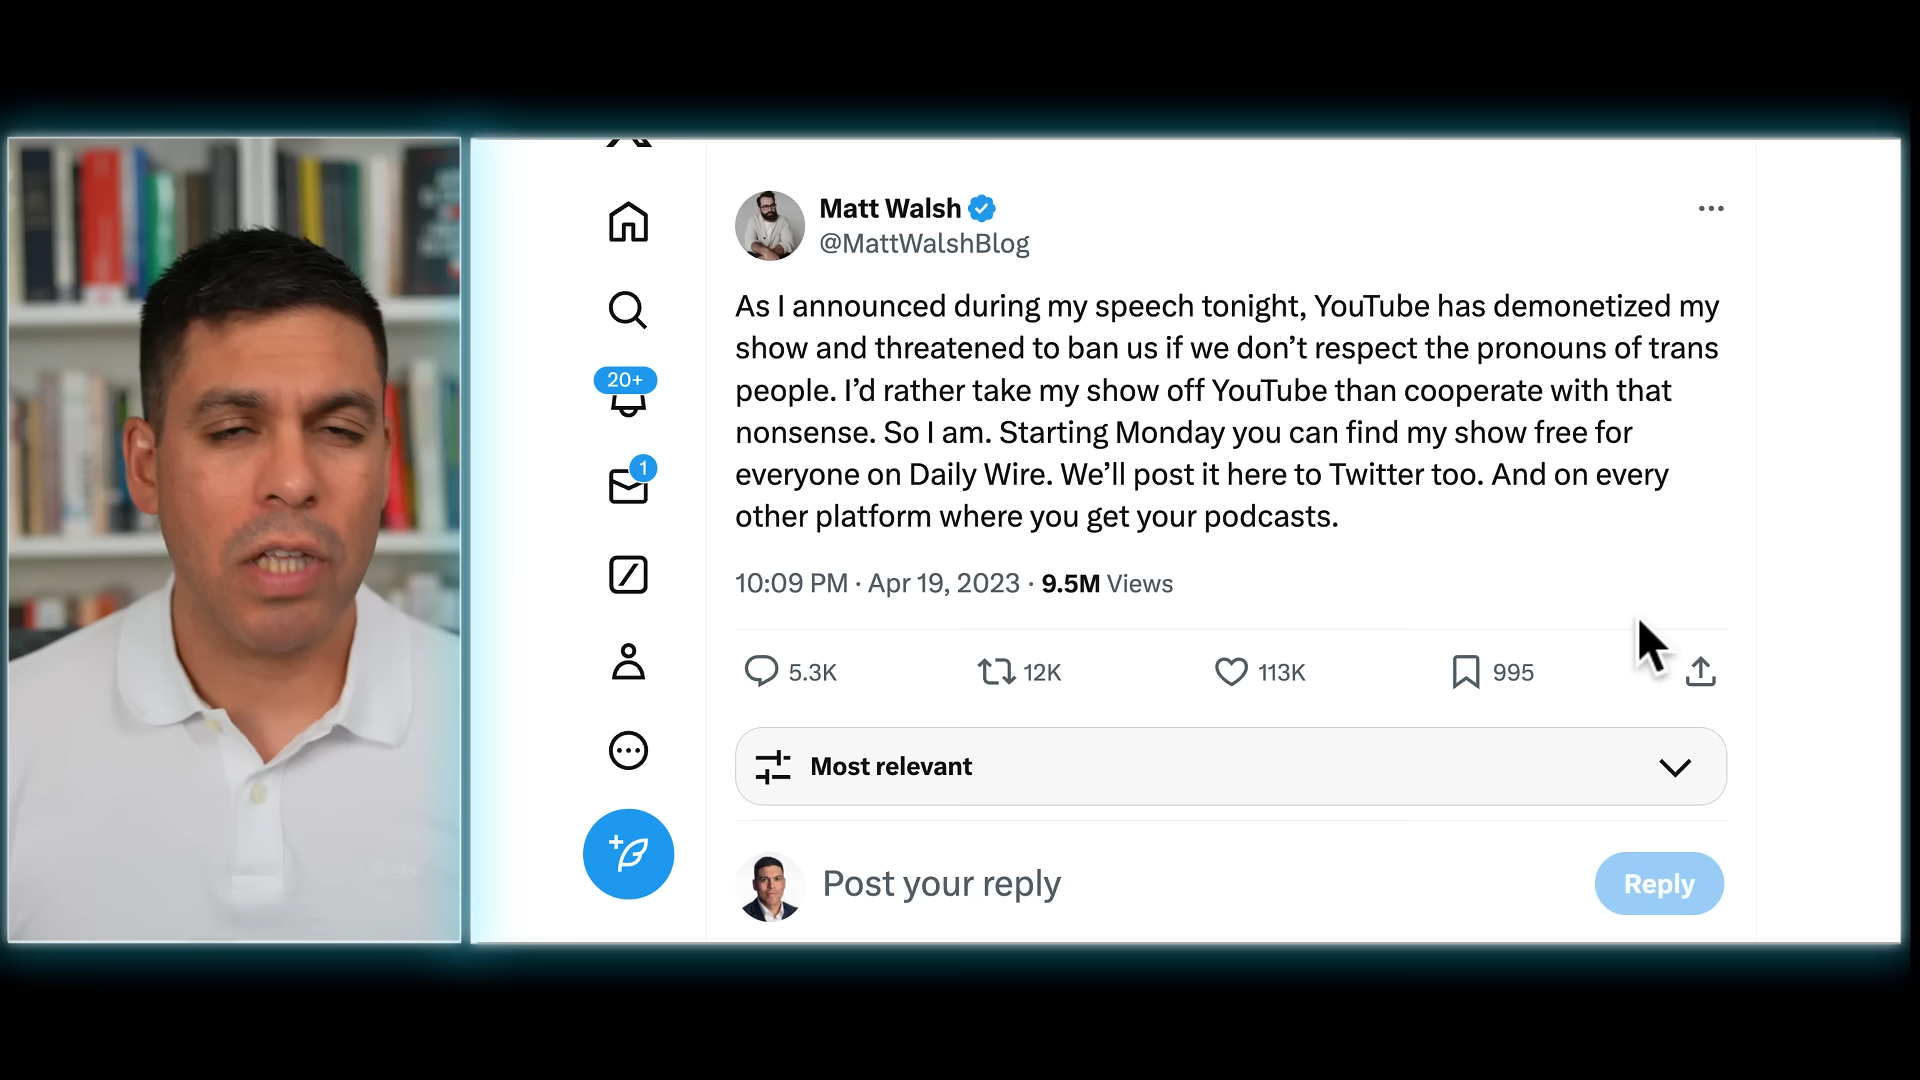 Matt Walsh
@MattWalshBlog
As I announced during my speech tonight, YouTube has demonetized my
show and threatened to ban us if we don’t respect the pronouns of trans
people. I’d rather take my show off YouTube than cooperate with that
nonsense. So I am. Starting Monday you can find my show free for
everyone on Daily Wire. We’ll post it here to Twitter too. And on every
other platform where you get your podcasts.
10:09 PM · Apr 19, 2023 · 9.5M Views
5.3K 12K 113K 995
Most relevant
Post your reply
Reply
20+
1